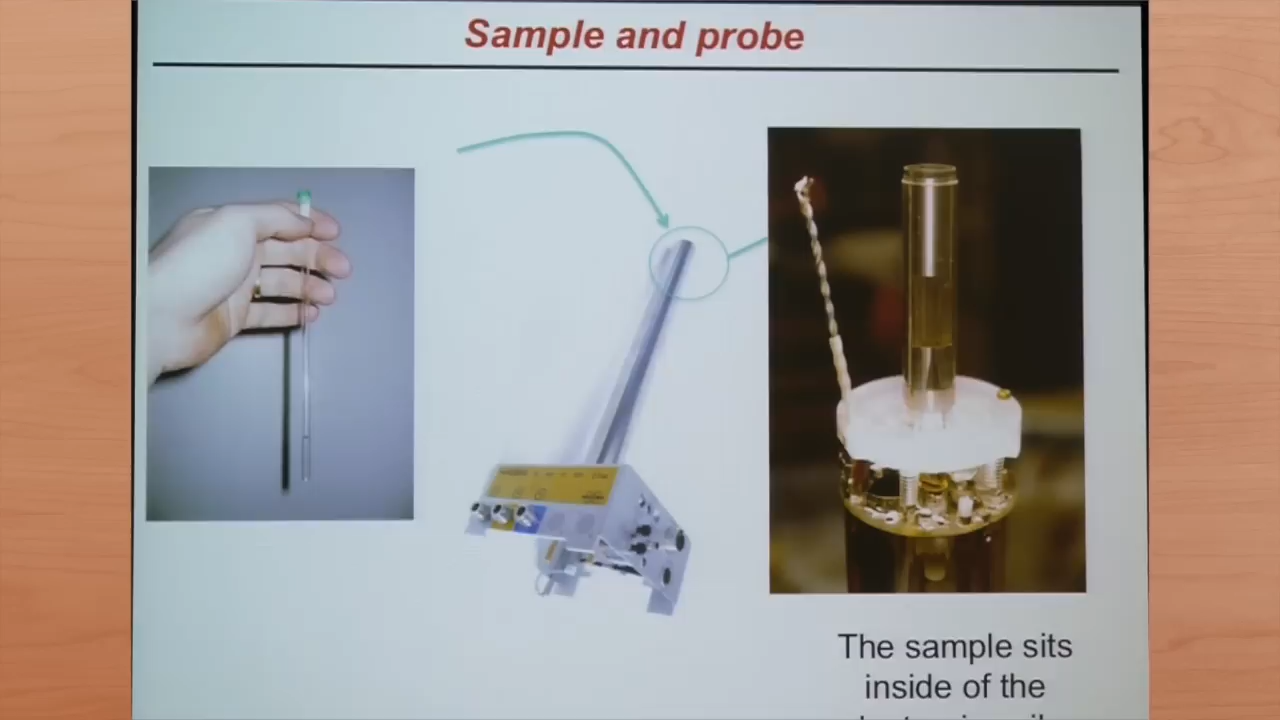 Sample and probe
The sample sits
inside of the